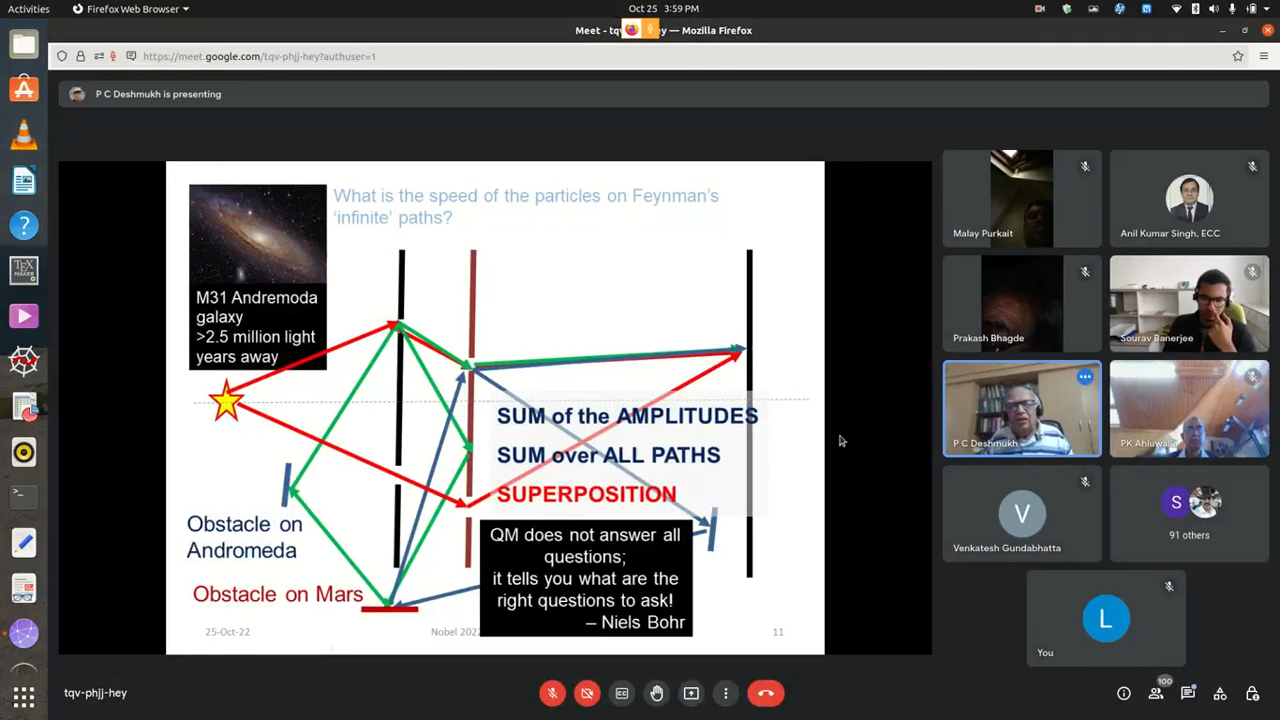 Activities
Firefox Web Browser
Oct 25 3:59 PM
Meet - tq
ey — Mozilla Firefox
https://meet.google.com/tqv-phjj-hey?authuser=1
P C Deshmukh is presenting
What is the speed of the particles on Feynman's
'infinite' paths?
M31 Andremoda
galaxy
>2.5 million light
years away
SUM of the AMPLITUDES
SUM over ALL PATHS
SUPERPOSITION
Obstacle on
Andromeda
Obstacle on Mars
QM does not answer all
questions;
it tells you what are the
right questions to ask!
– Niels Bohr
25-Oct-22
Nobel 202
11
Malay Purkait
Anil Kumar Singh, ECC
Prakash Bhagde
Sourav Banerjee
P C Deshmukh
PK Ahluwalia
V
Venkatesh Gundabhatta
S
91 others
L
You
TEX
MAKER
tqv-phjj-hey
100